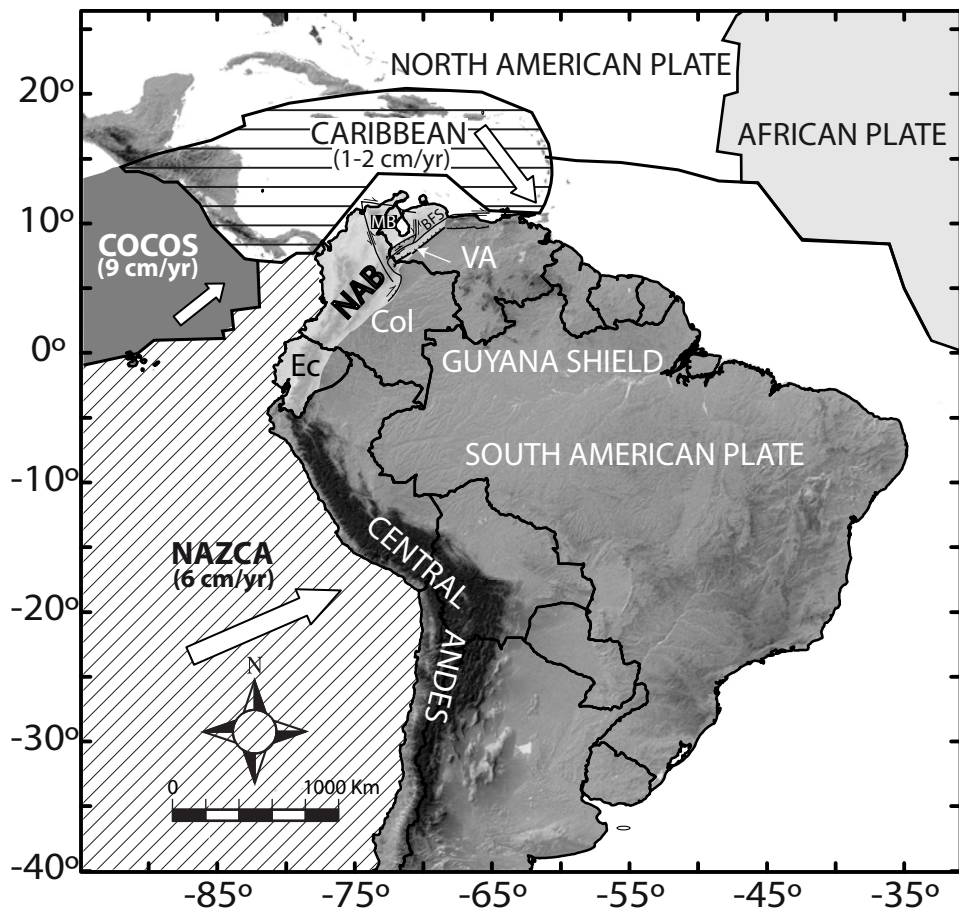 NORTH AMERICAN PLATE
20º
CARIBBEAN
(1-2 cm/yr)
AFRICAN PLATE
10º
MB
BFS
COCOS
(9 cm/yr)
VA
NAB
Col
0º
Ec
GUYANA SHIELD
SOUTH AMERICAN PLATE
-10º
CENTRAL
ANDES
NAZCA
(6 cm/yr)
-20º
N
-30º
0 1000 Km
-40º
-85º -75º -65º -55º -45º -35º